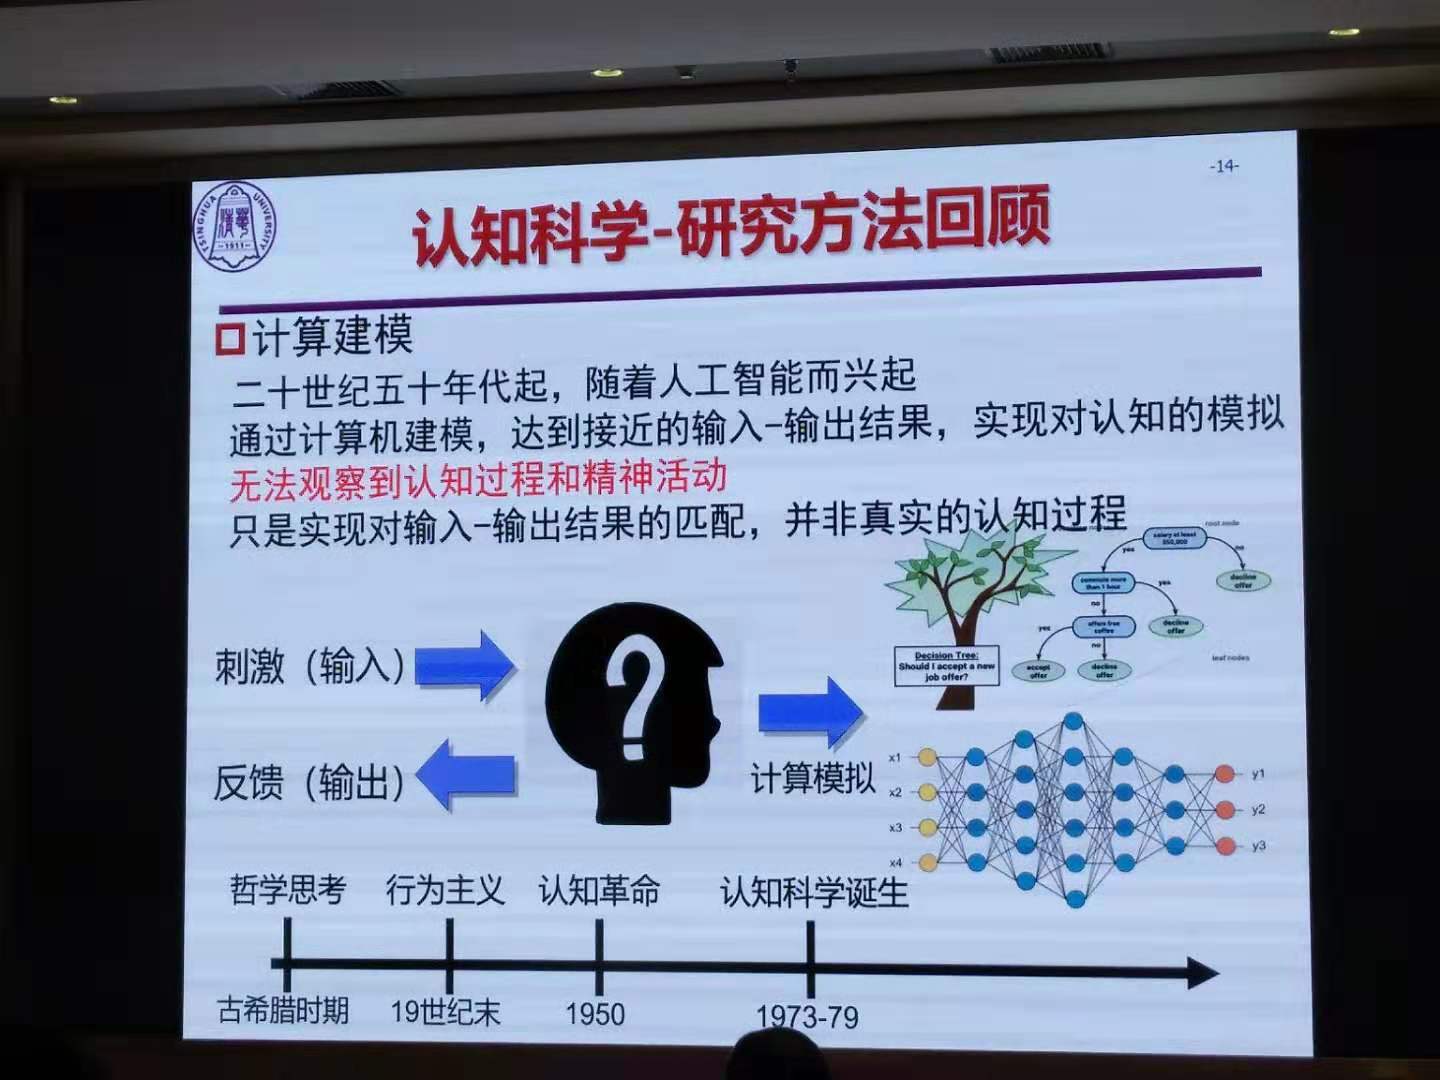 -14-
TSINGHUA UNIVERSITY
清華
-1911-
认知科学-研究方法回顾
计算建模
二十世纪五十年代起，随着人工智能而兴起
通过计算机建模，达到接近的输入-输出结果，实现对认知的模拟
无法观察到认知过程和精神活动
只是实现对输入-输出结果的匹配，并非真实的认知过程
root node
salary at least
$50,000
yes
no
commute more
than 1 hour
decline
offer
yes
no
offers free
coffee
decline
offer
yes
no
leaf nodes
accept
offer
decline
offer
Decision Tree:
Should I accept a new
job offer?
刺激（输入）
?
反馈（输出）
计算模拟
x1
x2
x3
x4
y1
y2
y3
哲学思考 行为主义 认知革命 认知科学诞生
古希腊时期 19世纪末 1950 1973-79